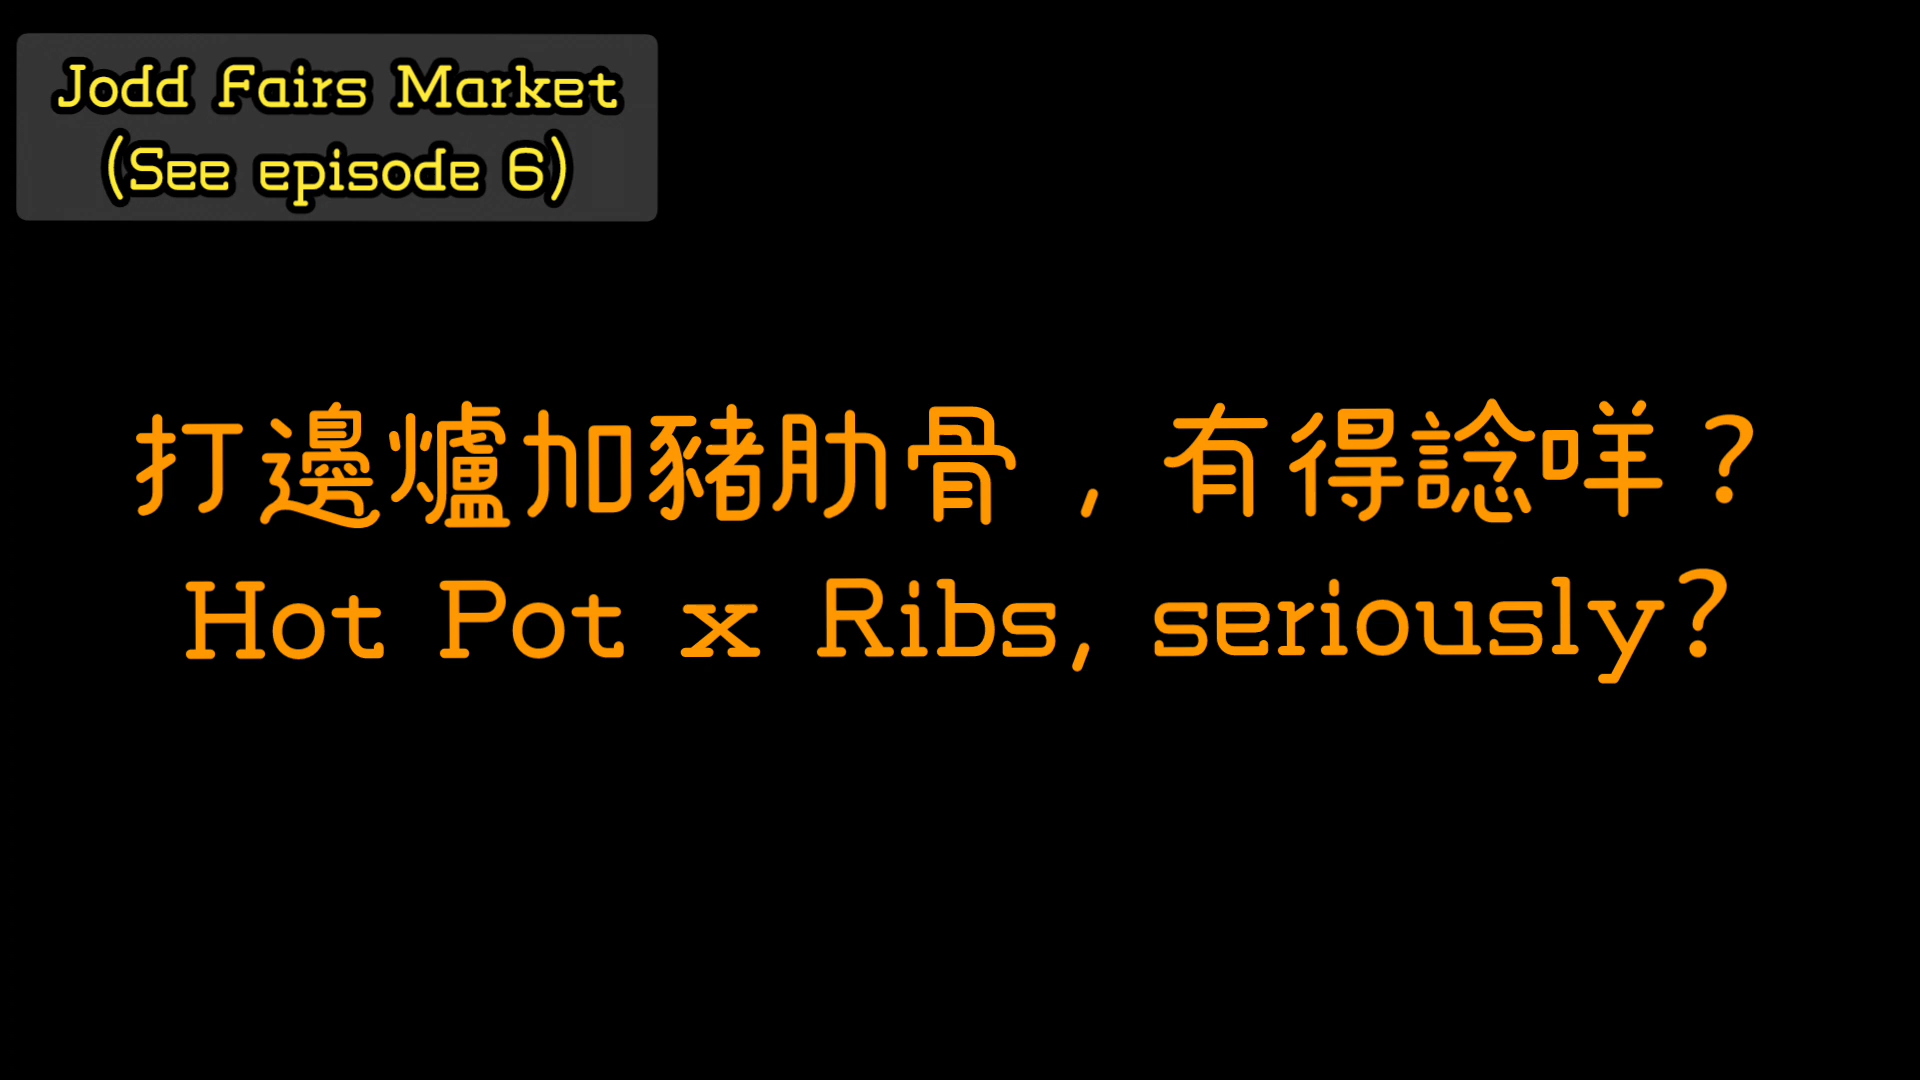 Jodd Fairs Market
(See episode 6)
打邊爐加豬肋骨，有得諗咩？
Hot Pot x Ribs, seriously?